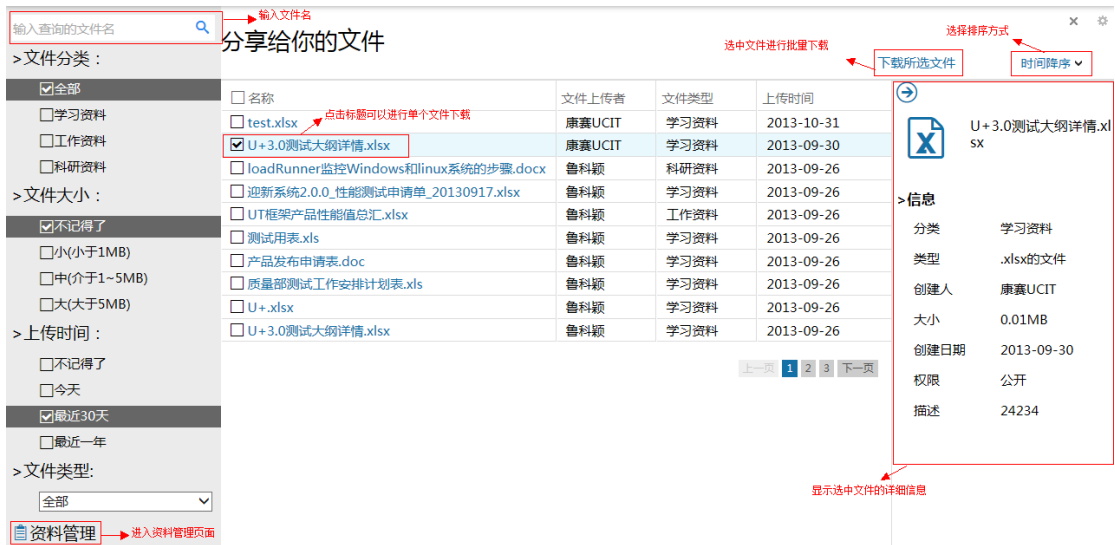 输入查询的文件名
输入文件名
>文件分类：
全部
学习资料
工作资料
科研资料
>文件大小：
不记得了
小(小于1MB)
中(介于1~5MB)
大(大于5MB)
>上传时间：
不记得了
今天
最近30天
最近一年
>文件类型:
全部
资料管理
进入资料管理页面
分享给你的文件
选中文件进行批量下载
下载所选文件
选择排序方式
时间降序
名称 文件上传者 文件类型 上传时间
点击标题可以进行单个文件下载
test.xlsx 康赛UCIT 学习资料 2013-10-31
U+3.0测试大纲详情.xlsx 康赛UCIT 学习资料 2013-09-30
loadRunner监控Windows和linux系统的步骤.docx 鲁科颖 科研资料 2013-09-26
迎新系统2.0.0_性能测试申请单_20130917.xlsx 鲁科颖 学习资料 2013-09-26
UT框架产品性能值总汇.xlsx 鲁科颖 工作资料 2013-09-26
测试用表.xls 鲁科颖 学习资料 2013-09-26
产品发布申请表.doc 鲁科颖 学习资料 2013-09-26
质量部测试工作安排计划表.xls 鲁科颖 学习资料 2013-09-26
U+.xlsx 鲁科颖 学习资料 2013-09-26
U+3.0测试大纲详情.xlsx 鲁科颖 学习资料 2013-09-26
上一页 1 2 3 下一页
U+3.0测试大纲详情.xl
sx
>信息
分类 学习资料
类型 .xlsx的文件
创建人 康赛UCIT
大小 0.01MB
创建日期 2013-09-30
权限 公开
描述 24234
显示选中文件的详细信息